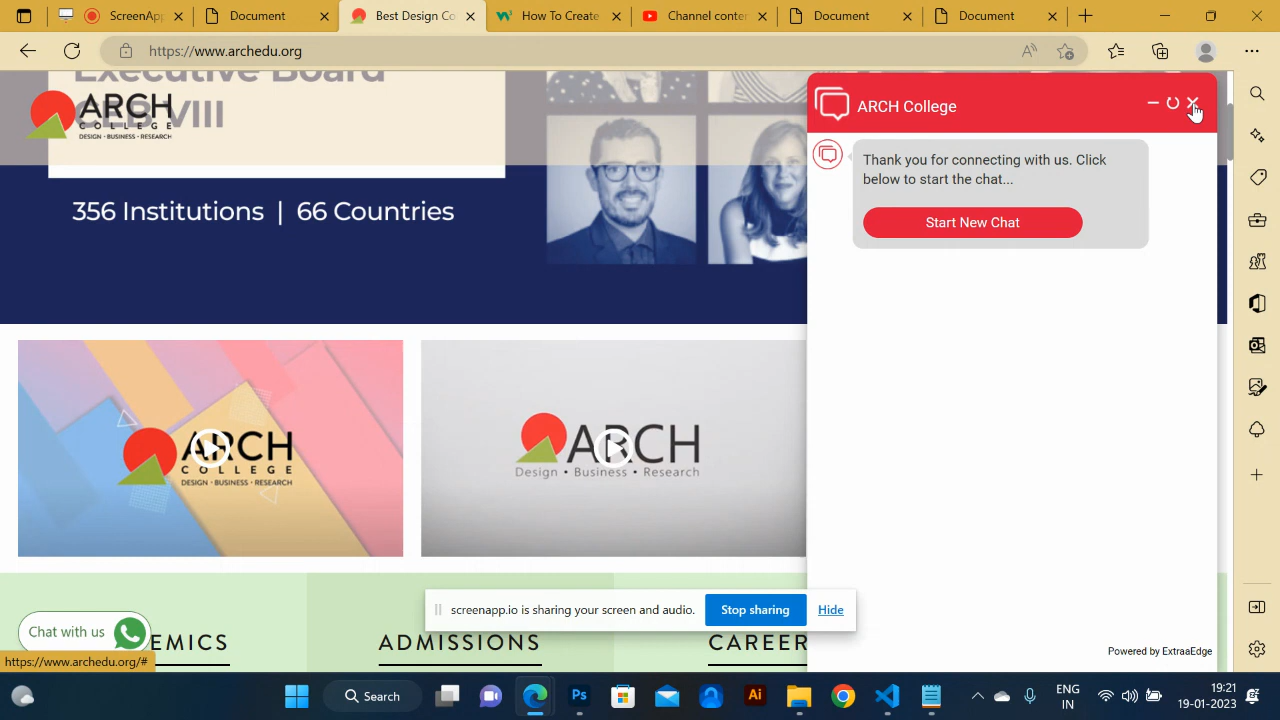 ScreenApp
Document
Best Design Co
How To Create
Channel conter
Document
Document
https://www.archedu.org
Executive Board
CLB VIII
ARCH
COLLEGE
DESIGN • BUSINESS • RESEARCH
356 Institutions | 66 Countries
ARCH College
Thank you for connecting with us. Click
below to start the chat...
Start New Chat
ARCH
COLLEGE
DESIGN • BUSINESS • RESEARCH
ARCH
Design • Business • Research
screenapp.io is sharing your screen and audio.
Stop sharing
Hide
Chat with us
EMICS
ADMISSIONS
CAREER
Powered by ExtraaEdge
https://www.archedu.org/#
Search
Ps
Ai
ENG
IN
19:21
19-01-2023